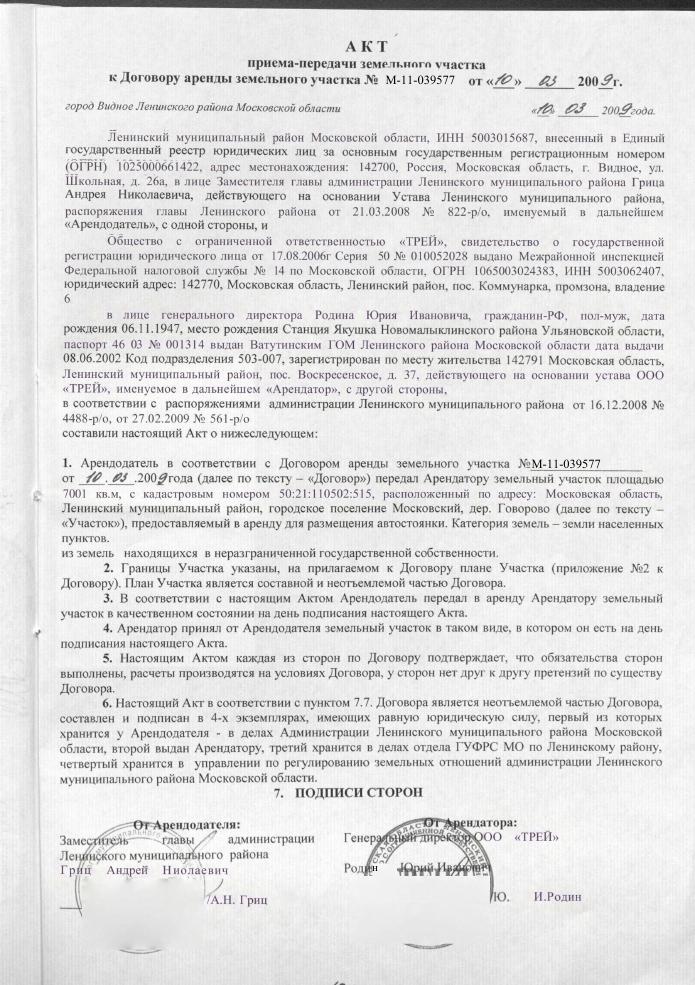 А К Т
приема-передачи земельного участка
к Договору аренды земельного участка № М-11-039577 от «10» 03 2009г.
город Видное Ленинского района Московской области «10» 03 2009года.
Ленинский муниципальный район Московской области, ИНН 5003015687, внесенный в Единый
государственный реестр юридических лиц за основным государственным регистрационным номером
(ОГРН) 1025000661422, адрес местонахождения: 142700, Россия, Московская область, г. Видное, ул.
Школьная, д. 26а, в лице Заместителя главы администрации Ленинского муниципального района Грица
Андрея Николаевича, действующего на основании Устава Ленинского муниципального района,
распоряжения главы Ленинского района от 21.03.2008 № 822-р/о, именуемый в дальнейшем
«Арендодатель», с одной стороны, и
Общество с ограниченной ответственностью «ТРЕЙ», свидетельство о государственной
регистрации юридического лица от 17.08.2006г Серия 50 № 010052028 выдано Межрайонной инспекцией
Федеральной налоговой службы № 14 по Московской области, ОГРН 1065003024383, ИНН 5003062407,
юридический адрес: 142770, Московская область, Ленинский район, пос. Коммунарка, промзона, владение
6
в лице генерального директора Родина Юрия Ивановича, гражданин-РФ, пол-муж, дата
рождения 06.11.1947, место рождения Станция Якушка Новомалыклинского района Ульяновской области,
паспорт 46 03 № 001314 выдан Ватутинским ГОМ Ленинского района Московской области дата выдачи
08.06.2002 Код подразделения 503-007, зарегистрирован по месту жительства 142791 Московская область,
Ленинский муниципальный район, пос. Воскресенское, д. 37, действующего на основании устава ООО
«ТРЕЙ», именуемое в дальнейшем «Арендатор», с другой стороны,
в соответствии с распоряжениями администрации Ленинского муниципального района от 16.12.2008 №
4488-р/о, от 27.02.2009 № 561-р/о
составили настоящий Акт о нижеследующем:
1. Арендодатель в соответствии с Договором аренды земельного участка №М-11-039577
от 10.03.2009года (далее по тексту – «Договор») передал Арендатору земельный участок площадью
7001 кв.м, с кадастровым номером 50:21:110502:515, расположенный по адресу: Московская область,
Ленинский муниципальный район, городское поселение Московский, дер. Говорово (далее по тексту –
«Участок»), предоставляемый в аренду для размещения автостоянки. Категория земель – земли населенных
пунктов.
из земель находящихся в неразграниченной государственной собственности.
2. Границы Участка указаны, на прилагаемом к Договору плане Участка (приложение №2 к
Договору). План Участка является составной и неотъемлемой частью Договора.
3. В соответствии с настоящим Актом Арендодатель передал в аренду Арендатору земельный
участок в качественном состоянии на день подписания настоящего Акта.
4. Арендатор принял от Арендодателя земельный участок в таком виде, в котором он есть на день
подписания настоящего Акта.
5. Настоящим Актом каждая из сторон по Договору подтверждает, что обязательства сторон
выполнены, расчеты производятся на условиях Договора, у сторон нет друг к другу претензий по существу
Договора.
6. Настоящий Акт в соответствии с пунктом 7.7. Договора является неотъемлемой частью Договора,
составлен и подписан в 4-х экземплярах, имеющих равную юридическую силу, первый из которых
хранится у Арендодателя - в делах Администрации Ленинского муниципального района Московской
области, второй выдан Арендатору, третий хранится в делах отдела ГУФРС МО по Ленинскому району,
четвертый хранится в управлении по регулированию земельных отношений администрации Ленинского
муниципального района Московской области.
7. ПОДПИСИ СТОРОН
От Арендодателя:
Заместитель главы администрации
Ленинского муниципального района
Гриц Андрей Ниолаевич
/А.Н. Гриц
От Арендатора:
Генеральный директор ООО «ТРЕЙ»
Родин Юрий Иванович
/Ю. И.Родин